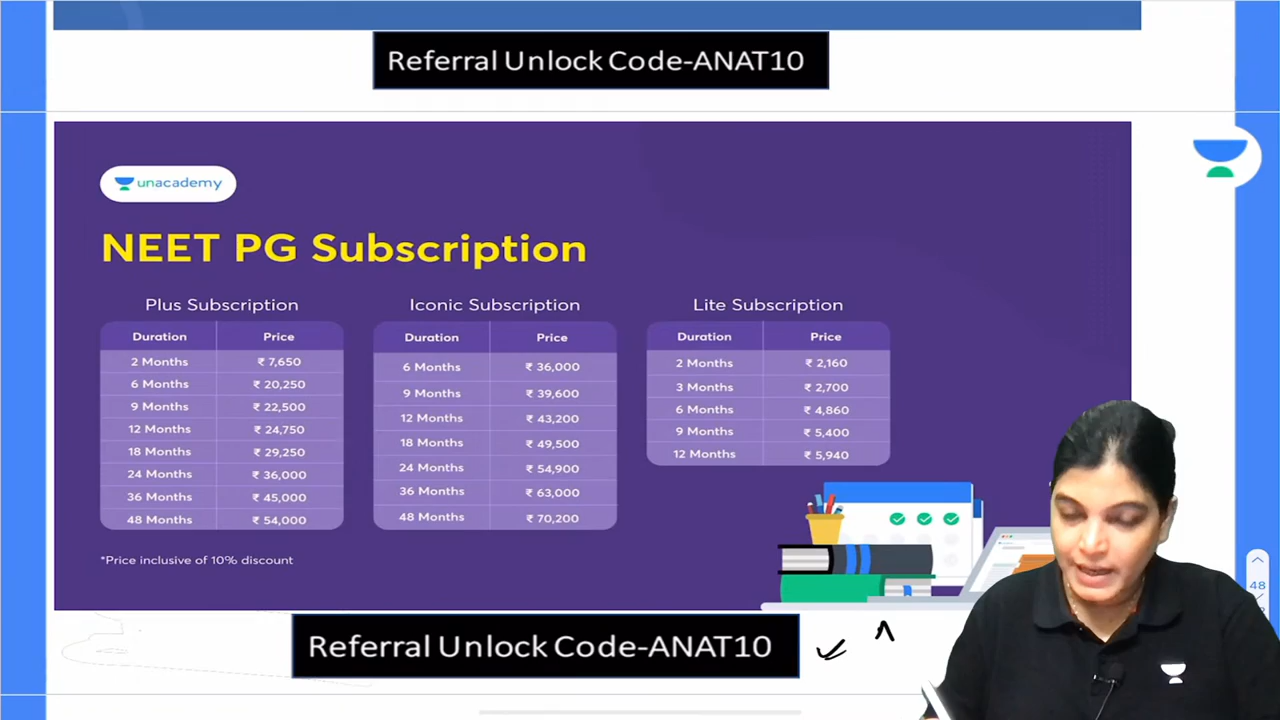 Referral Unlock Code-ANAT10
unacademy
NEET PG Subscription
Plus Subscription
Duration Price
2 Months ₹ 7,650
6 Months ₹ 20,250
9 Months ₹ 22,500
12 Months ₹ 24,750
18 Months ₹ 29,250
24 Months ₹ 36,000
36 Months ₹ 45,000
48 Months ₹ 54,000
Iconic Subscription
Duration Price
6 Months ₹ 36,000
9 Months ₹ 39,600
12 Months ₹ 43,200
18 Months ₹ 49,500
24 Months ₹ 54,900
36 Months ₹ 63,000
48 Months ₹ 70,200
Lite Subscription
Duration Price
2 Months ₹ 2,160
3 Months ₹ 2,700
6 Months ₹ 4,860
9 Months ₹ 5,400
12 Months ₹ 5,940
*Price inclusive of 10% discount
Referral Unlock Code-ANAT10
48